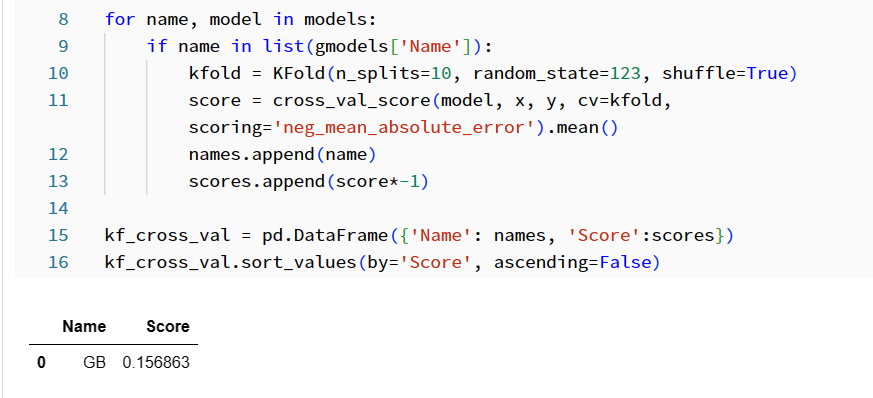 8 for name, model in models:
9 if name in list(gmodels['Name']):
10 kfold = KFold(n_splits=10, random_state=123, shuffle=True)
11 score = cross_val_score(model, x, y, cv=kfold,
scoring='neg_mean_absolute_error').mean()
12 names.append(name)
13 scores.append(score*-1)
14
15 kf_cross_val = pd.DataFrame({'Name': names, 'Score':scores})
16 kf_cross_val.sort_values(by='Score', ascending=False)
Name Score
0 GB 0.156863